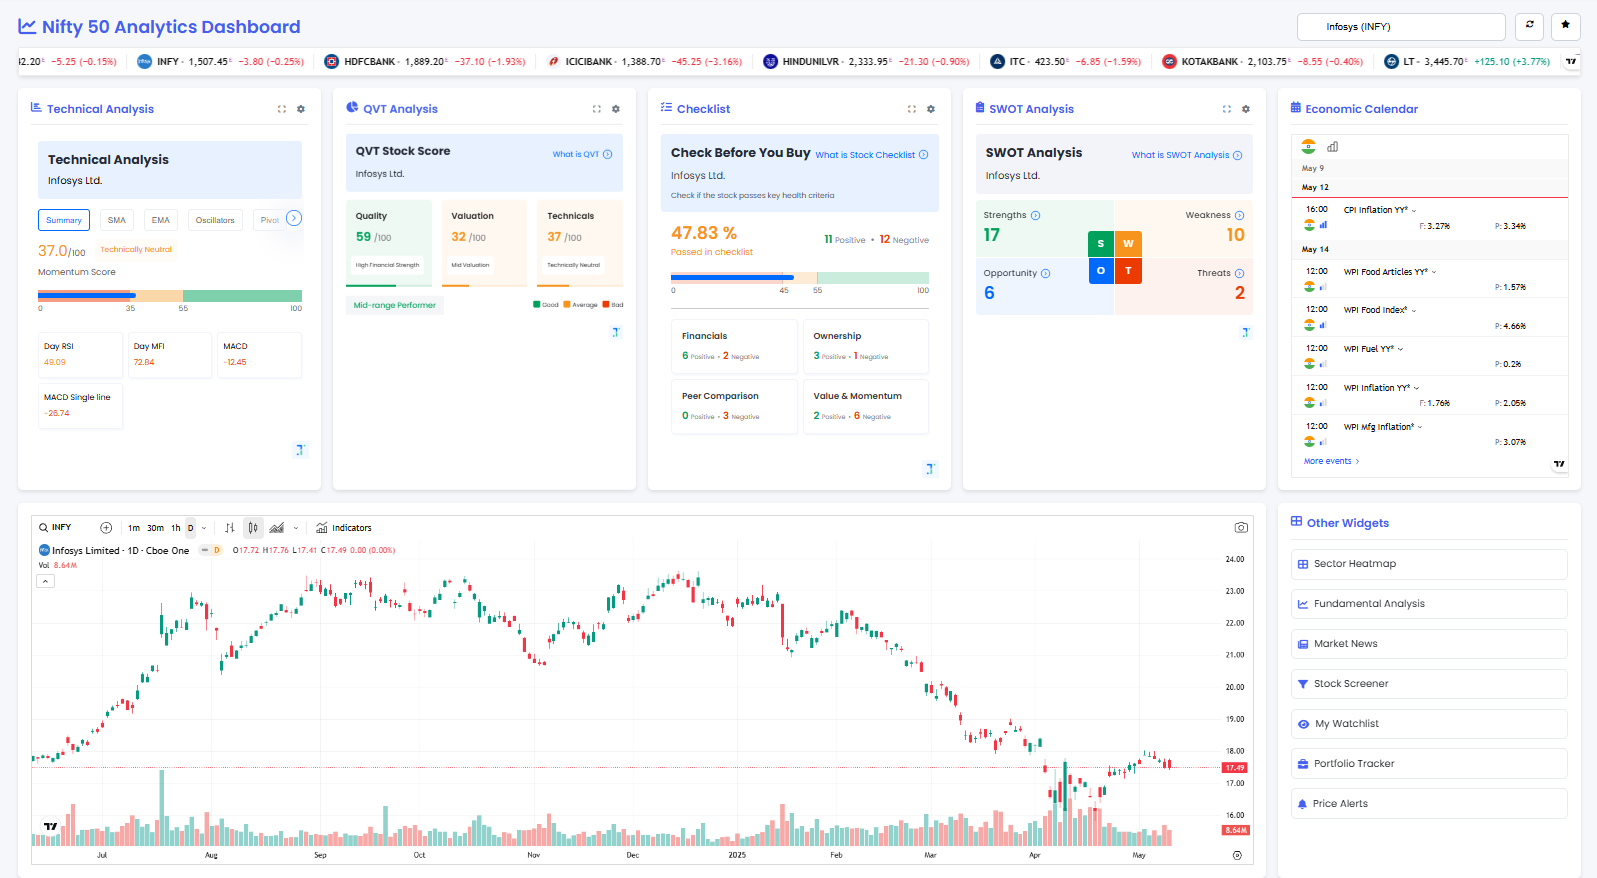 Nifty 50 Analytics Dashboard
Infosys (INFY)
42.20ᴱ −5.25 (−0.15%) INFY · 1,507.45ᴱ −3.80 (−0.25%) HDFCBANK · 1,889.20ᴱ −37.10 (−1.93%) ICICIBANK · 1,388.70ᴱ −45.25 (−3.16%) HINDUNILVR · 2,333.95ᴱ −21.30 (−0.90%) ITC · 423.50ᴱ −6.85 (−1.59%) KOTAKBANK · 2,103.75ᴱ −8.55 (−0.40%) LT · 3,445.70ᴱ +125.10 (+3.77%)
Technical Analysis
Technical Analysis
Infosys Ltd.
Summary SMA EMA Oscillators Pivot
37.0/100 Technically Neutral
Momentum Score
0 35 55 100
Day RSI
49.09
Day MFI
72.84
MACD
-12.45
MACD Single line
-26.74
QVT Analysis
QVT Stock Score What is QVT
Infosys Ltd.
Quality
59 /100
High Financial Strength
Valuation
32 /100
Mid Valuation
Technicals
37 /100
Technically Neutral
Mid-range Performer
Good Average Bad
Checklist
Check Before You Buy What is Stock Checklist
Infosys Ltd.
Check if the stock passes key health criteria
47.83 % 11 Positive • 12 Negative
Passed in checklist
0 45 55 100
Financials
6 Positive • 2 Negative
Ownership
3 Positive • 1 Negative
Peer Comparison
0 Positive • 3 Negative
Value & Momentum
2 Positive • 6 Negative
SWOT Analysis
SWOT Analysis What is SWOT Analysis
Infosys Ltd.
Strengths
17
Weakness
10
S W
O T
Opportunity
6
Threats
2
Economic Calendar
May 9
May 12
16:00 CPI Inflation YY*
F: 3.27% P: 3.34%
May 14
12:00 WPI Food Articles YY*
P: 1.57%
12:00 WPI Food Index*
P: 4.66%
12:00 WPI Fuel YY*
P: 0.2%
12:00 WPI Inflation YY*
F: 1.76% P: 2.05%
12:00 WPI Mfg Inflation*
P: 3.07%
More events
INFY 1m 30m 1h D Indicators
Infosys Limited · 1D · Cboe One D O17.72 H17.76 L17.41 C17.49 0.00 (0.00%)
Vol 8.64M
24.00
23.00
22.00
21.00
20.00
19.00
18.00
17.49
17.00
16.00
8.64M
Jul Aug Sep Oct Nov Dec 2025 Feb Mar Apr May
Other Widgets
Sector Heatmap
Fundamental Analysis
Market News
Stock Screener
My Watchlist
Portfolio Tracker
Price Alerts